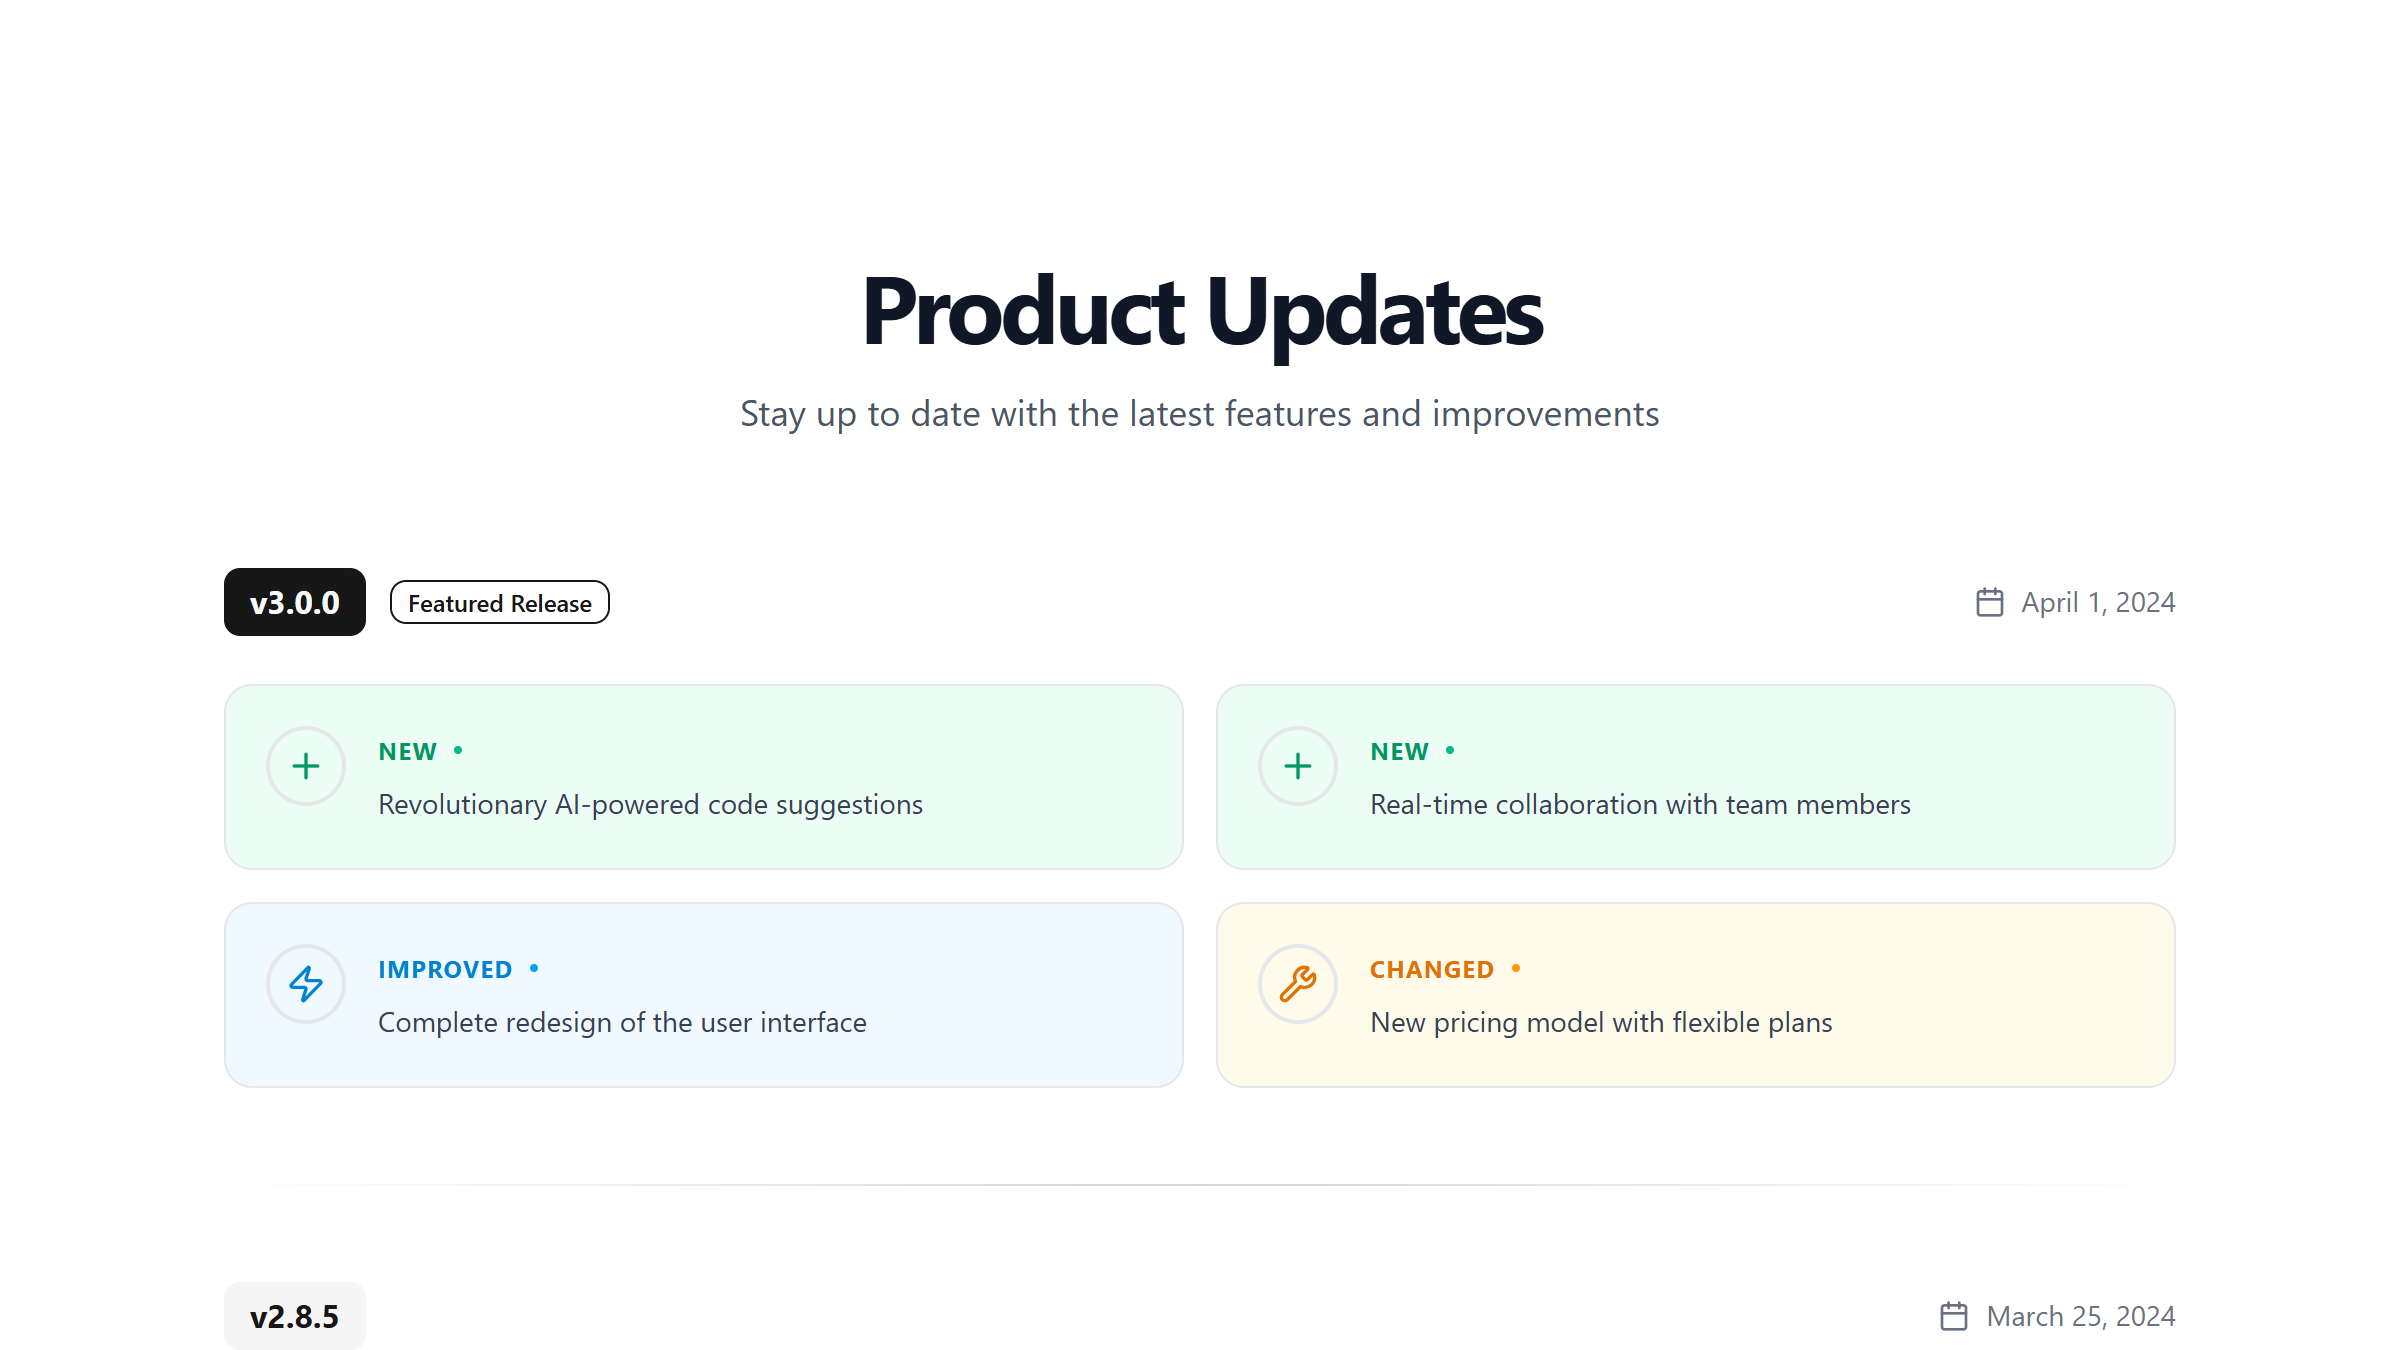 Product Updates
Stay up to date with the latest features and improvements
v3.0.0
Featured Release
April 1, 2024
NEW
Revolutionary AI-powered code suggestions
NEW
Real-time collaboration with team members
IMPROVED
Complete redesign of the user interface
CHANGED
New pricing model with flexible plans
v2.8.5
March 25, 2024